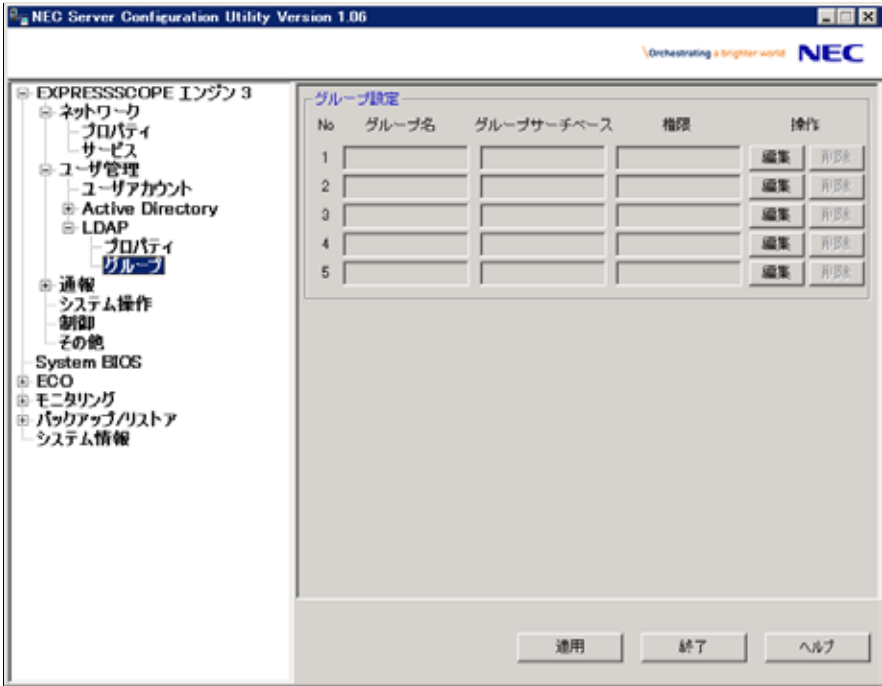 NEC Server Configuration Utility Version 1.06
\Orchestrating a brighter world NEC
EXPRESSSCOPE エンジン 3
ネットワーク
プロパティ
サービス
ユーザ管理
ユーザアカウント
Active Directory
LDAP
プロパティ
グループ
通報
システム操作
制御
その他
System BIOS
ECO
モニタリング
バックアップ/リストア
システム情報
グループ設定
No グループ名 グループサーチベース 権限 操作
1 編集 削除
2 編集 削除
3 編集 削除
4 編集 削除
5 編集 削除
適用 終了 ヘルプ